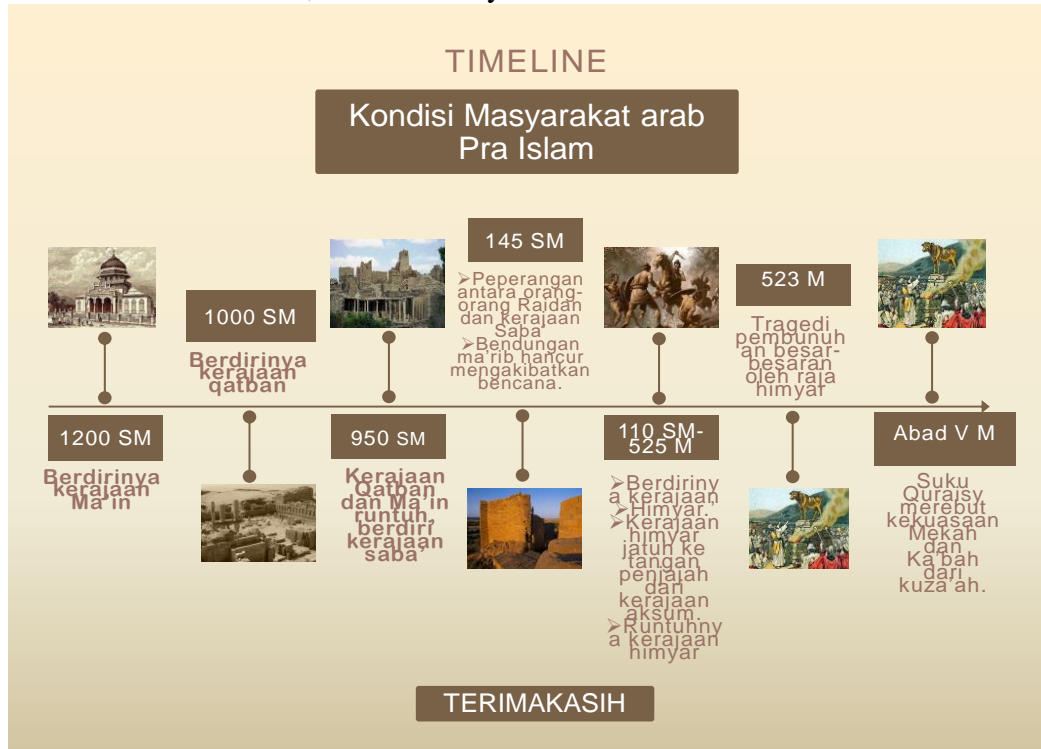 TIMELINE
Kondisi Masyarakat arab
Pra Islam
1200 SM
Berdirinya
kerajaan
Ma'in
1000 SM
Berdirinya
kerajaan
qatban
950 SM
Kerajaan
Qatban
dan Ma'in
runtuh,
berdiri
kerajaan
saba'
145 SM
➢Peperangan
antara orang-
orang Raidan
dan kerajaan
Saba'
➢Bendungan
ma'rib hancur
mengakibatkan
bencana.
110 SM-
525 M
➢Berdiriny
a kerajaan
➢Himyar.
➢Kerajaan
himyar
jatuh ke
tangan
penjajah
dari
kerajaan
aksum.
➢Runtuhny
a kerajaan
himyar
523 M
Tragedi
pembunuh
an besar-
besaran
oleh raja
himyar
Abad V M
Suku
Quraisy
merebut
kekuasaan
Mekah
dan
Ka'bah
dari
kuza'ah.
TERIMAKASIH